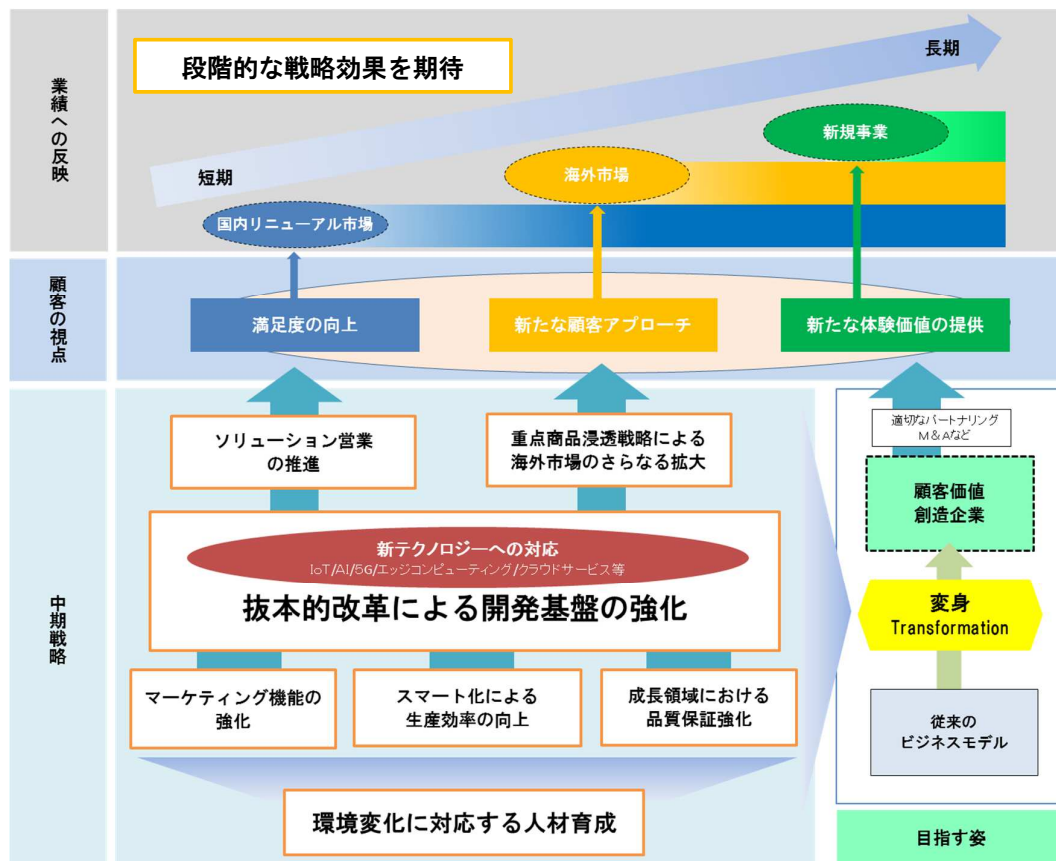 業績への反映
段階的な戦略効果を期待
長期
短期
新規事業
海外市場
国内リニューアル市場
顧客の視点
満足度の向上
新たな顧客アプローチ
新たな体験価値の提供
中期戦略
ソリューション営業
の推進
重点商品浸透戦略による
海外市場のさらなる拡大
新テクノロジーへの対応
IoT/AI/5G/エッジコンピューティング/クラウドサービス等
抜本的改革による開発基盤の強化
マーケティング機能の
強化
スマート化による
生産効率の向上
成長領域における
品質保証強化
環境変化に対応する人材育成
適切なパートナリング
M&Aなど
顧客価値
創造企業
変身
Transformation
従来の
ビジネスモデル
目指す姿